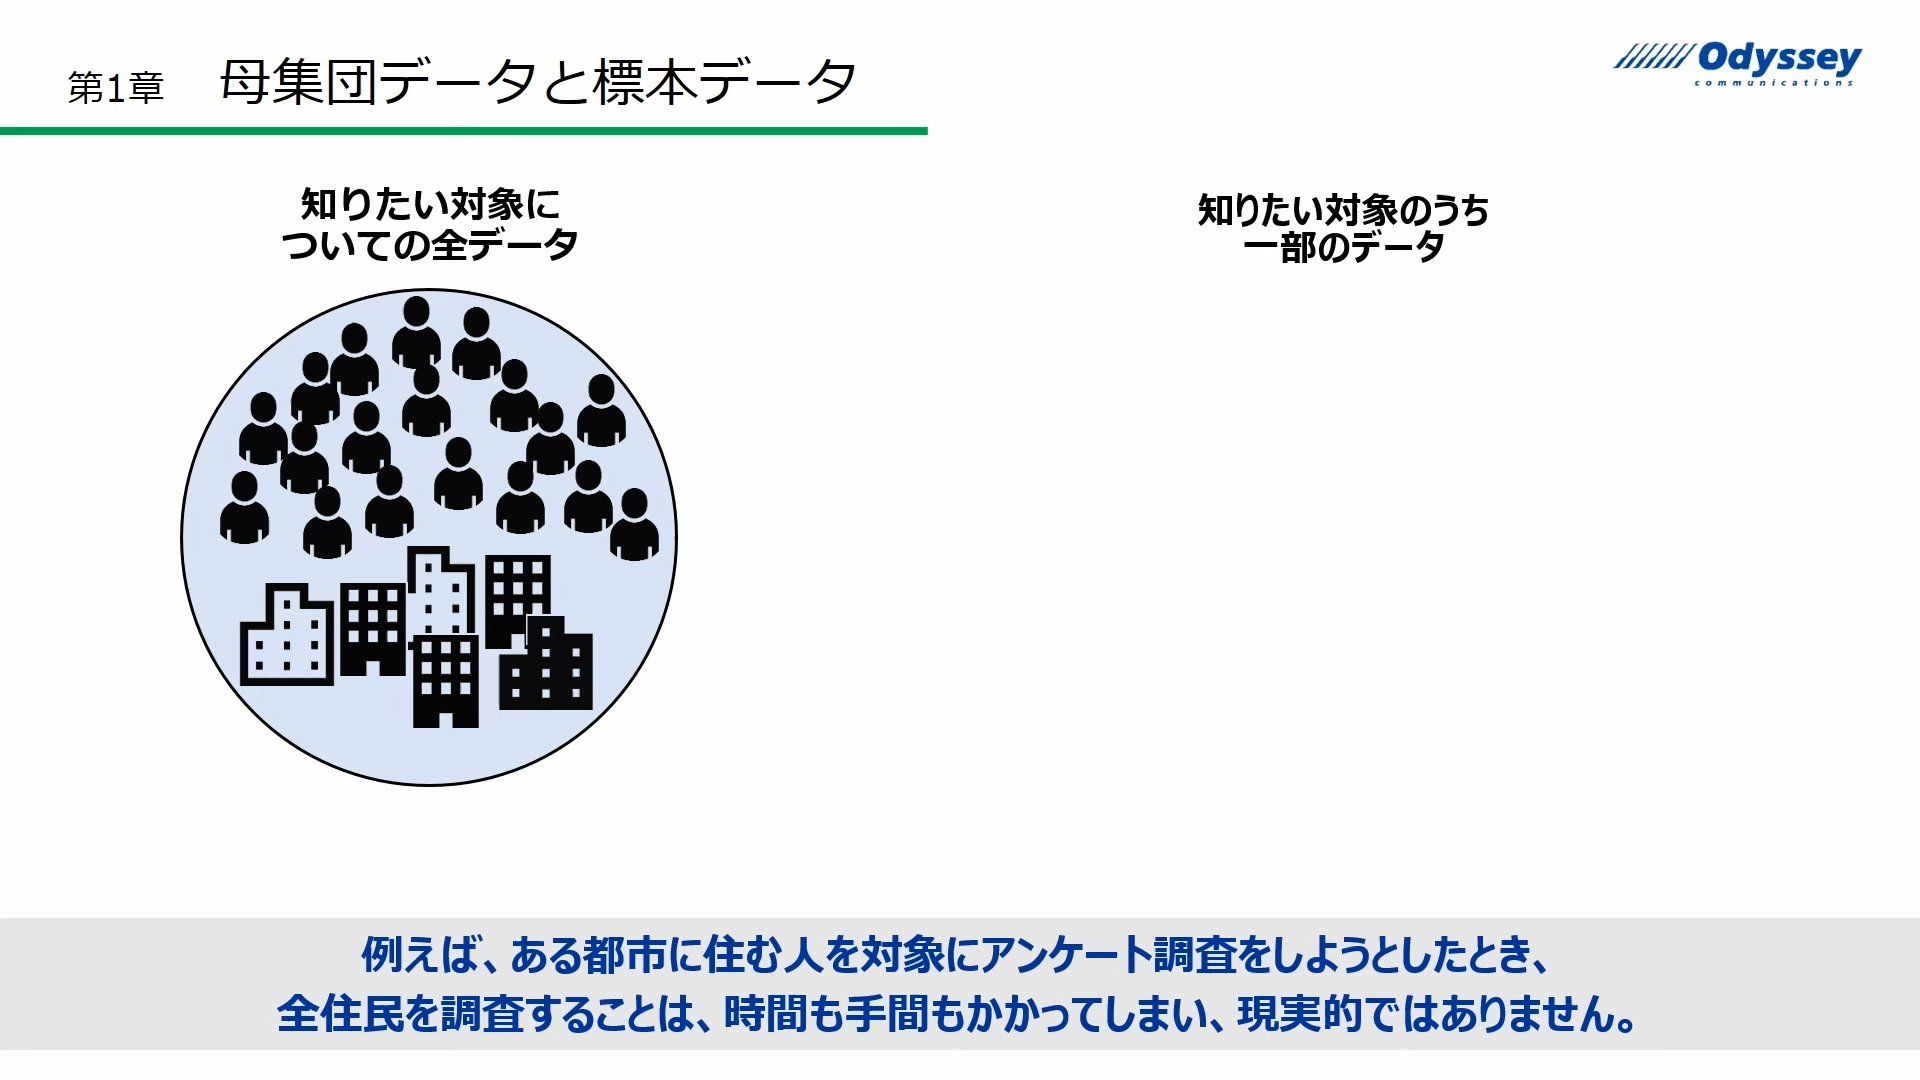 第1章 母集団データと標本データ
Odyssey
communications
知りたい対象に
ついての全データ
知りたい対象のうち
一部のデータ
例えば、ある都市に住む人を対象にアンケート調査をしようとしたとき、
全住民を調査することは、時間も手間もかかってしまい、現実的ではありません。